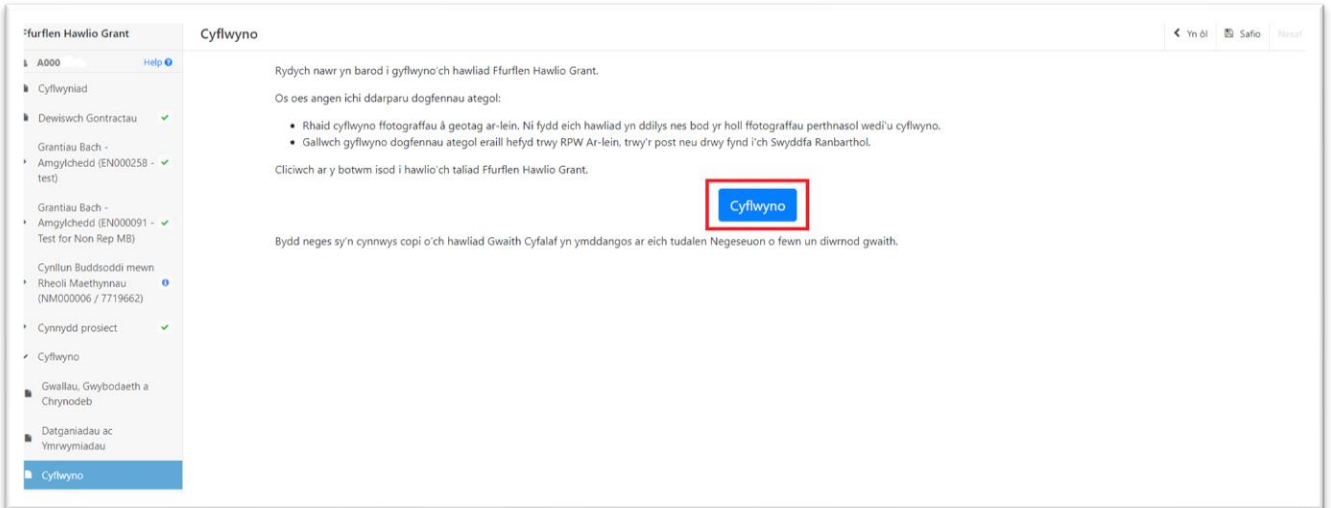 Ffurflen Hawlio Grant
Cyflwyno
Yn ôl
Safio
Nesaf
A000
Help
Cyflwyniad
Dewiswch Gontractau
Grantiau Bach -
Amgylchedd (EN000258 -
test)
Grantiau Bach -
Amgylchedd (EN000091 -
Test for Non Rep MB)
Cynllun Buddsoddi mewn
Rheoli Maethynnau
(NM000006 / 7719662)
Cynnydd prosiect
Cyflwyno
Gwallau, Gwybodaeth a
Chrynodeb
Datganiadau ac
Ymrwymiadau
Cyflwyno
Rydych nawr yn barod i gyflwyno'ch hawliad Ffurflen Hawlio Grant.
Os oes angen ichi ddarparu dogfennau ategol:
• Rhaid cyflwyno ffotograffau â geotag ar-lein. Ni fydd eich hawliad yn ddilys nes bod yr holl ffotograffau perthnasol wedi'u cyflwyno.
• Gallwch gyflwyno dogfennau ategol eraill hefyd trwy RPW Ar-lein, trwy'r post neu drwy fynd i'ch Swyddfa Ranbarthol.
Cliciwch ar y botwm isod i hawlio'ch taliad Ffurflen Hawlio Grant.
Cyflwyno
Bydd neges sy'n cynnwys copi o'ch hawliad Gwaith Cyfalaf yn ymddangos ar eich tudalen Negeseuon o fewn un diwrnod gwaith.